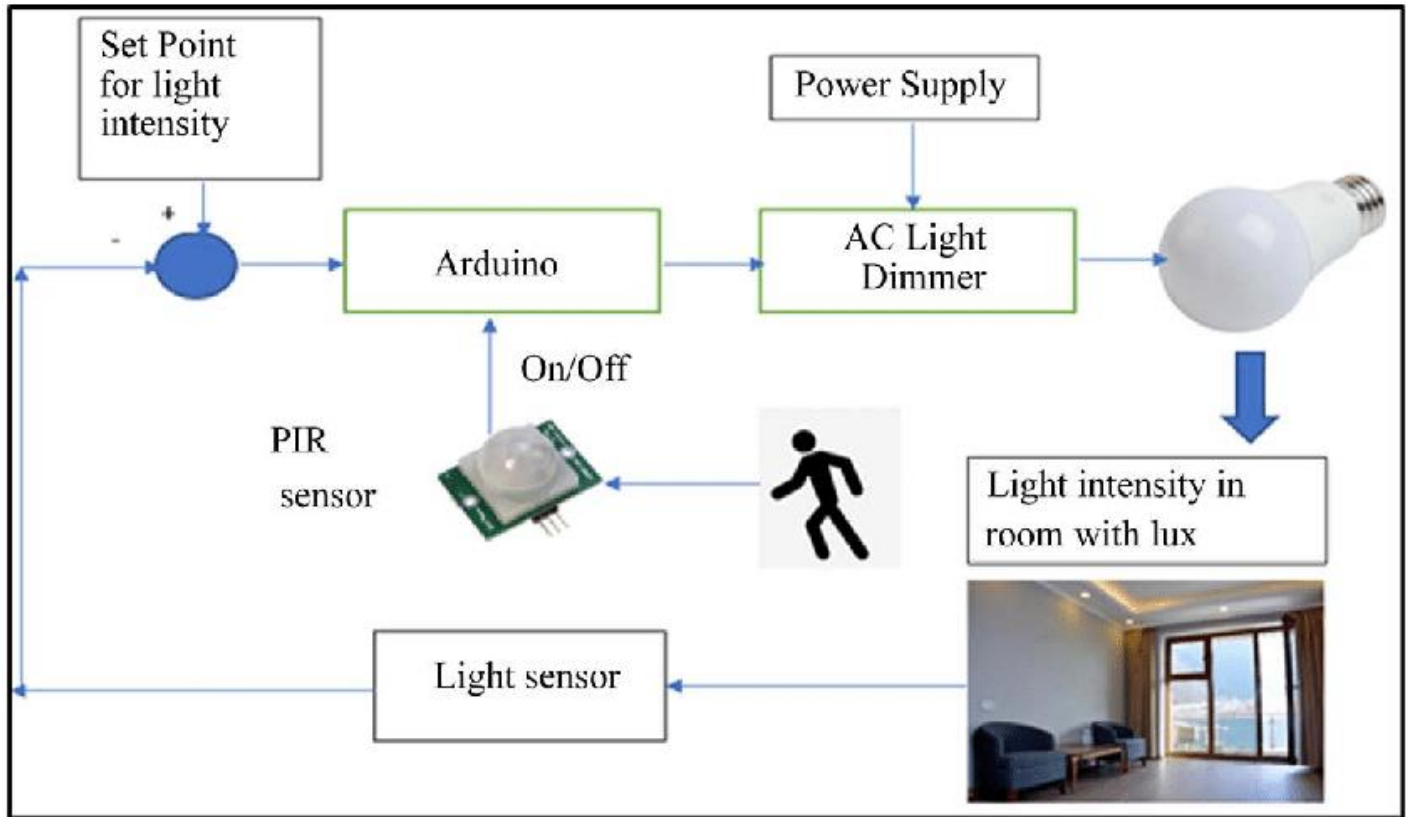 Set Point
for light
intensity
Power Supply
+
-
Arduino
AC Light
Dimmer
On/Off
PIR
sensor
Light intensity in
room with lux
Light sensor